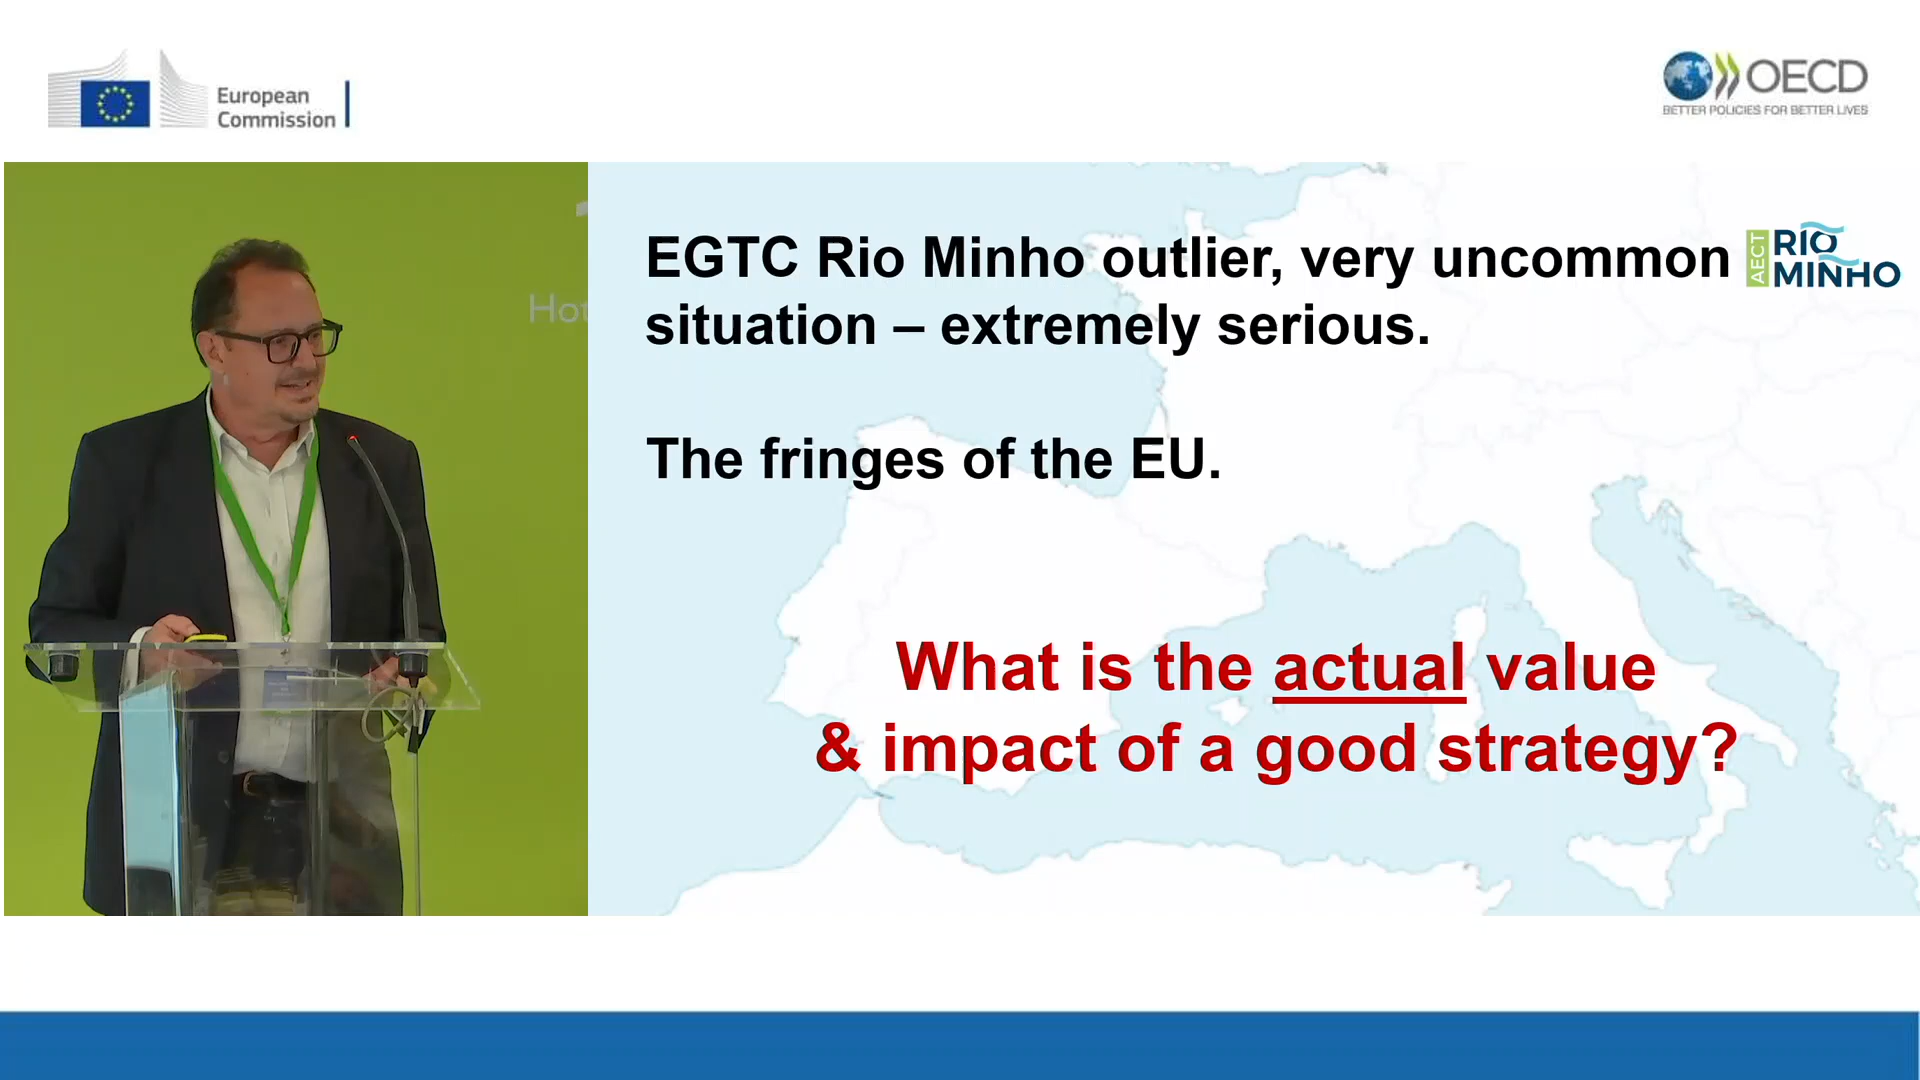 European
Commission
OECD
BETTER POLICIES FOR BETTER LIVES
EGTC Rio Minho outlier, very uncommon
situation – extremely serious.
AECT
RIO
MINHO
Hot
The fringes of the EU.
What is the actual value
& impact of a good strategy?